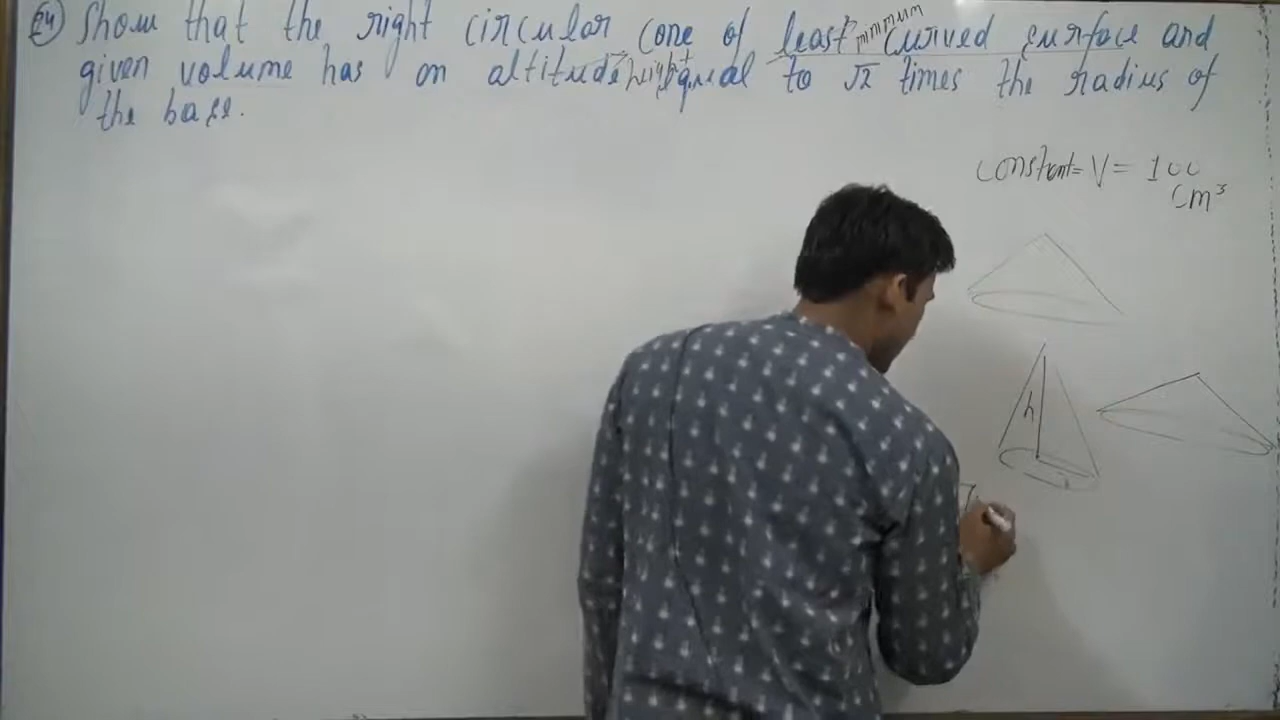 24 Show that the right circular cone of least minimum curved surface and
given volume has an altitude height equal to √2 times the radius of
the base.
constant = V = 100
cm³
h